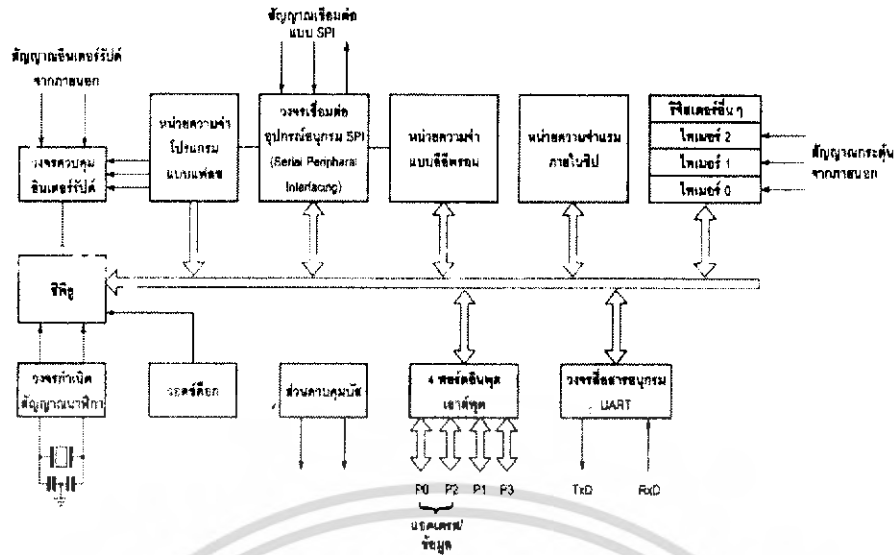 สัญญาณเชื่อมต่อ
แบบ SPI
สัญญาณอินเตอร์รัปต์
จากภายนอก
หน่วยความจำ
โปรแกรม
แบบแฟลช
วงจรเชื่อมต่อ
อุปกรณ์อนุกรม SPI
(Serial Peripheral
Interfacing)
หน่วยความจำ
แบบอีอีพรอม
หน่วยความจำแรม
ภายในชิป
รีจิสเตอร์อื่น ๆ
ไทเมอร์ 2
ไทเมอร์ 1
ไทเมอร์ 0
สัญญาณกระตุ้น
จากภายนอก
วงจรควบคุม
อินเตอร์รัปต์
ซีพียู
วงจรกำเนิด
สัญญาณนาฬิกา
วอตช์ด็อก
ส่วนควบคุมบัส
4 พอร์ตอินพุต
เอาต์พุต
วงจรสื่อสารอนุกรม
UART
P0 P2 P1 P3
TxD RxD
แอดเดรส/
ข้อมูล